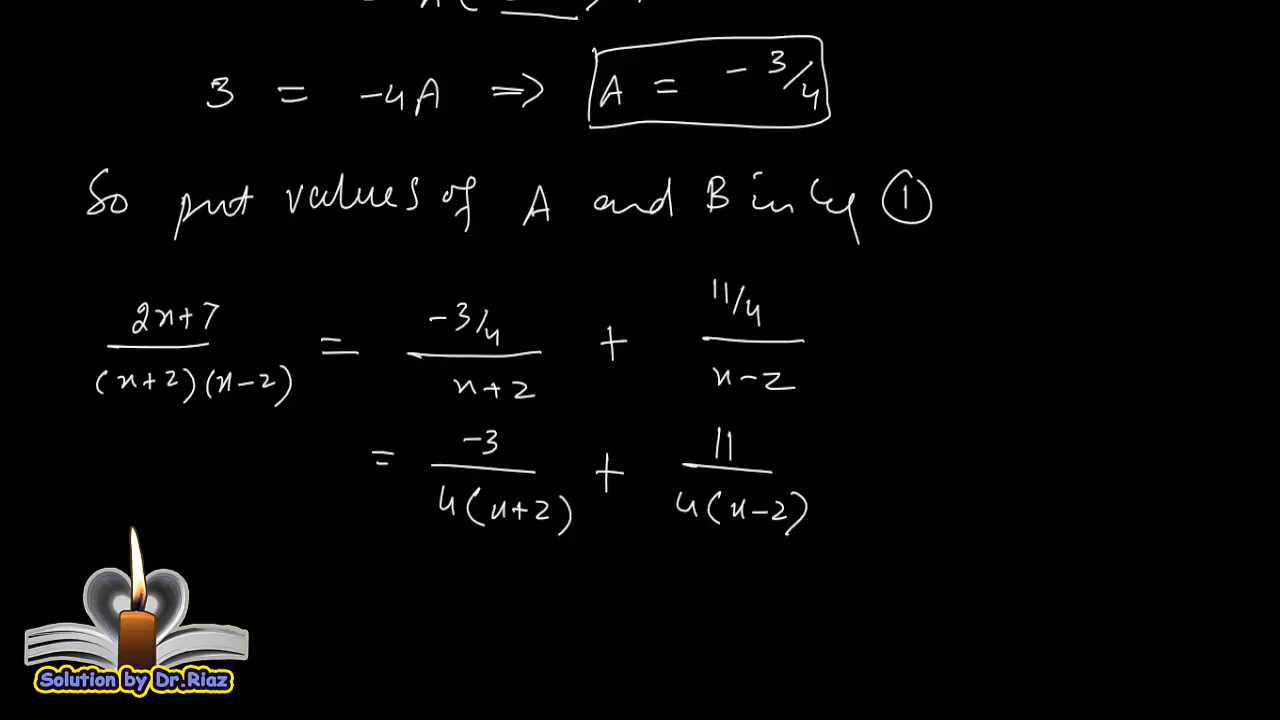 3 = -4A ⇒ A = -3/4
So put values of A and B in Eq ①
2x+7/(x+2)(x-2) = -3/4/x+2 + 11/4/x-2
= -3/4(x+2) + 11/4(x-2)
Solution by Dr.Riaz